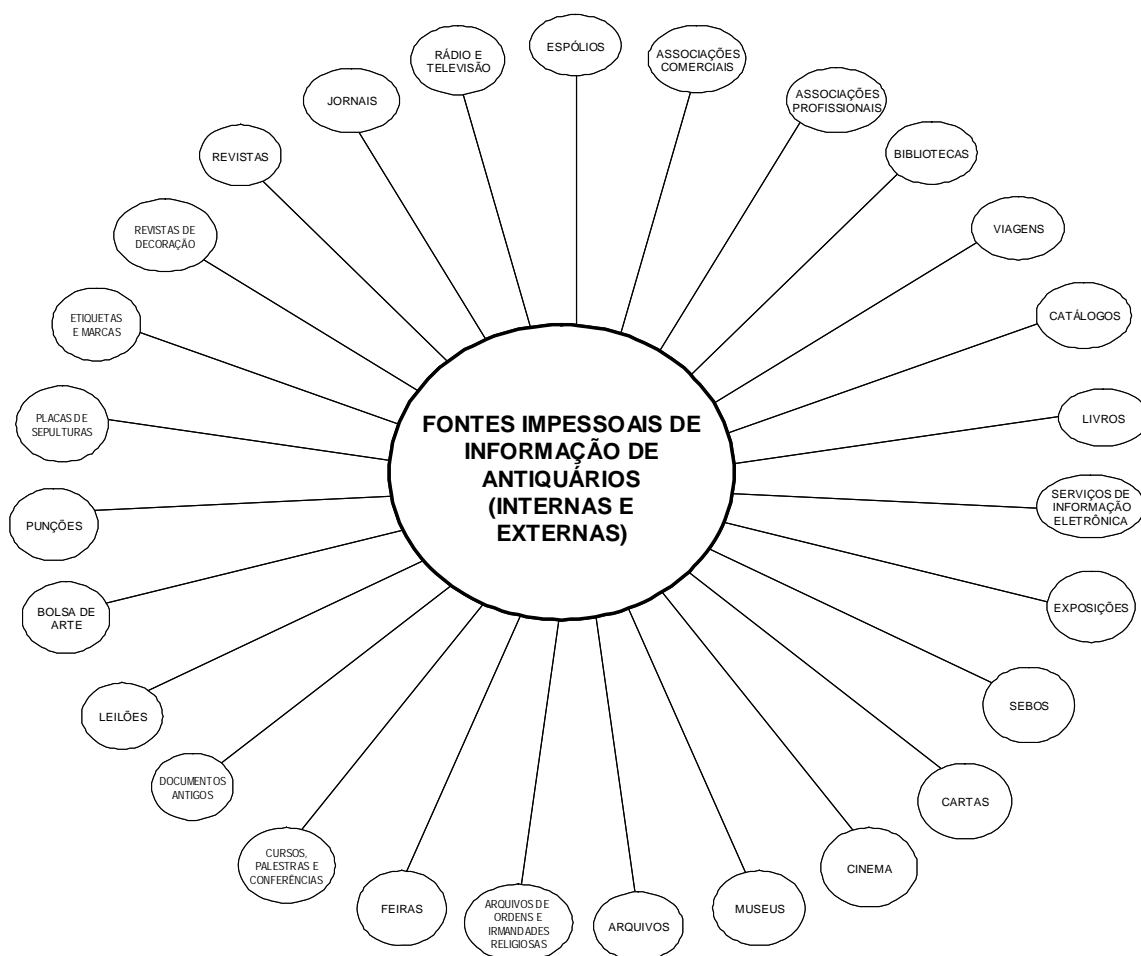 FONTES IMPESSOAIS DE
INFORMAÇÃO DE
ANTIQUÁRIOS
(INTERNAS E
EXTERNAS)
ESPÓLIOS
ASSOCIAÇÕES
COMERCIAIS
ASSOCIAÇÕES
PROFISSIONAIS
BIBLIOTECAS
VIAGENS
CATÁLOGOS
LIVROS
SERVIÇOS DE
INFORMAÇÃO
ELETRÔNICA
EXPOSIÇÕES
SEBOS
CARTAS
CINEMA
MUSEUS
ARQUIVOS
ARQUIVOS DE
ORDENS E
IRMANDADES
RELIGIOSAS
FEIRAS
CURSOS,
PALESTRAS E
CONFERÊNCIAS
DOCUMENTOS
ANTIGOS
LEILÕES
BOLSA DE
ARTE
PUNÇÕES
PLACAS DE
SEPULTURAS
ETIQUETAS
E MARCAS
REVISTAS DE
DECORAÇÃO
REVISTAS
JORNAIS
RÁDIO E
TELEVISÃO